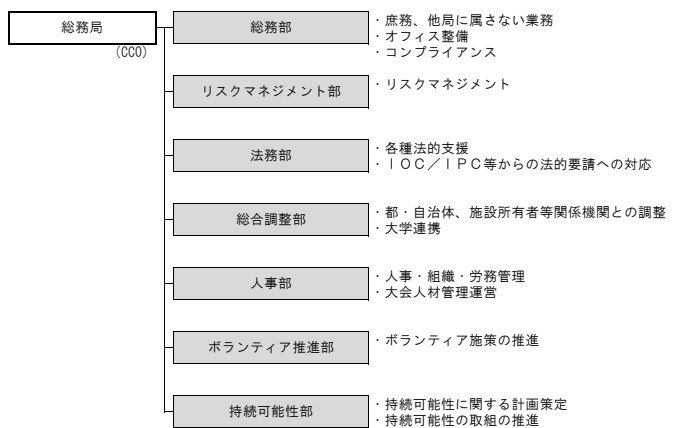 総務局
(CCO)
総務部
・庶務、他局に属さない業務
・オフィス整備
・コンプライアンス
リスクマネジメント部
・リスクマネジメント
法務部
・各種法的支援
・ＩＯＣ／ＩＰＣ等からの法的要請への対応
総合調整部
・都・自治体、施設所有者等関係機関との調整
・大学連携
人事部
・人事・組織・労務管理
・大会人材管理運営
ボランティア推進部
・ボランティア施策の推進
持続可能性部
・持続可能性に関する計画策定
・持続可能性の取組の推進